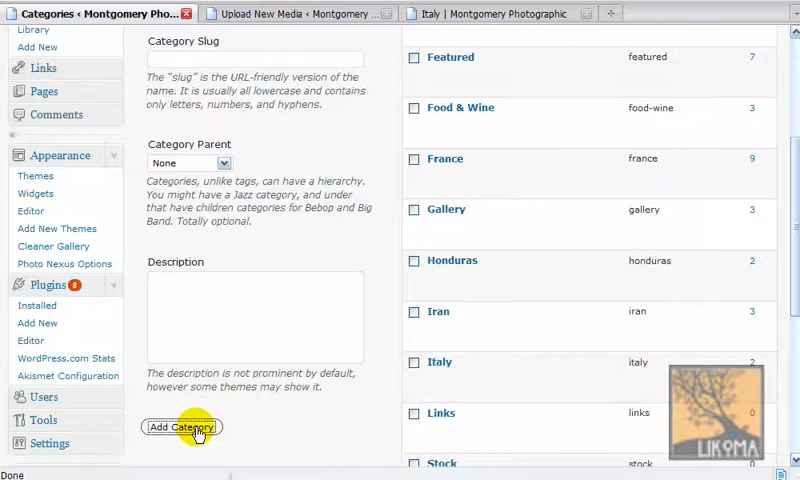 Categories ‹ Montgomery Pho...
Upload New Media ‹ Montgomery ...
Italy | Montgomery Photographic
Library
Add New
Links
Pages
Comments
Appearance
Themes
Widgets
Editor
Add New Themes
Cleaner Gallery
Photo Nexus Options
Plugins 8
Installed
Add New
Editor
WordPress.com Stats
Akismet Configuration
Users
Tools
Settings
Category Slug
The “slug” is the URL-friendly version of the
name. It is usually all lowercase and contains
only letters, numbers, and hyphens.
Category Parent
None
Categories, unlike tags, can have a hierarchy.
You might have a Jazz category, and under
that have children categories for Bebop and Big
Band. Totally optional.
Description
The description is not prominent by default,
however some themes may show it.
Add Category
Featured featured 7
Food & Wine food-wine 3
France france 9
Gallery gallery 3
Honduras honduras 2
Iran iran 3
Italy italy 2
Links links 0
Stock stock 0
LIKOMA
Done